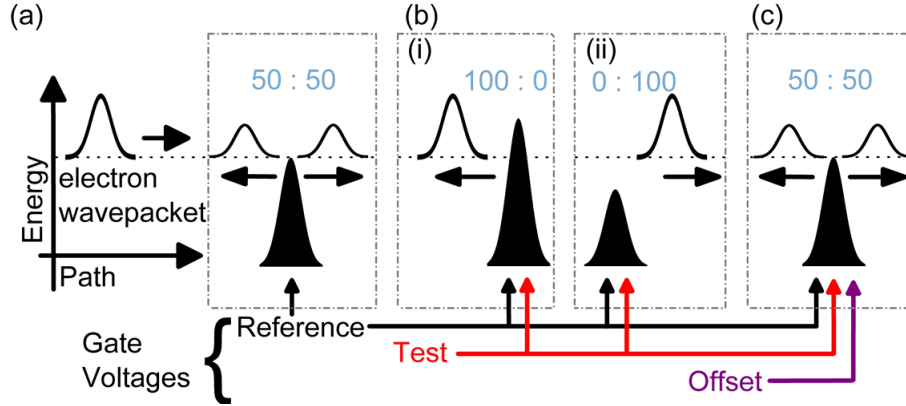 (a)
(b)
(c)
(i)
(ii)
50 : 50
100 : 0
0 : 100
50 : 50
Energy
electron
wavepacket
Path
Gate
Voltages
{
Reference
Test
Offset